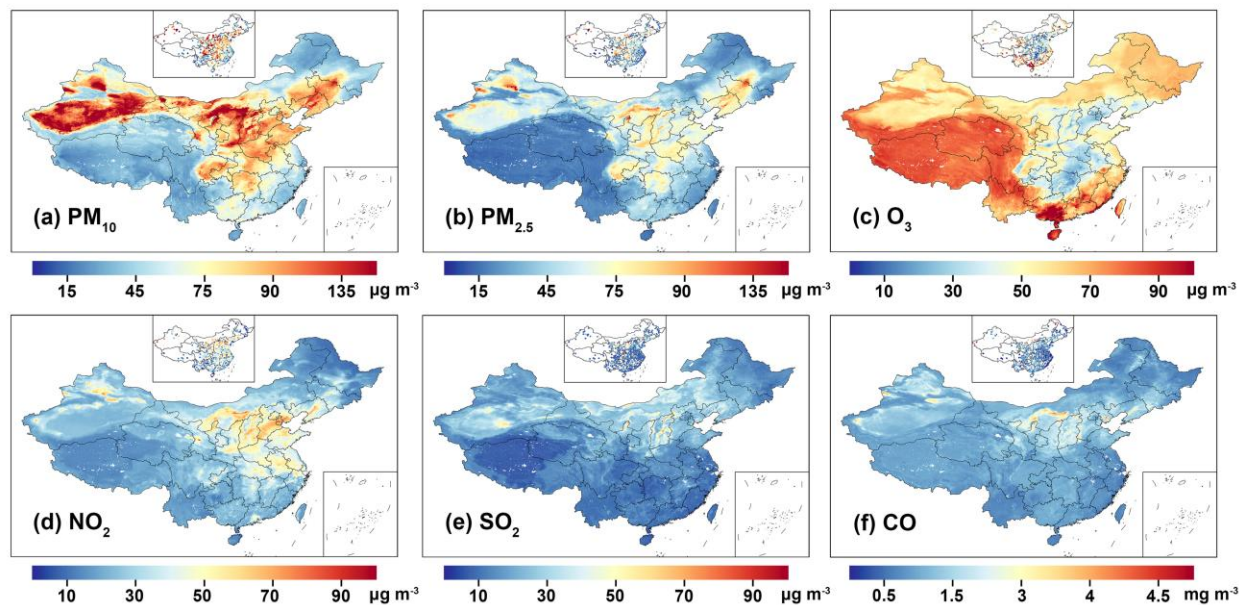 (a) PM₁₀
15 45 75 90 135 µg m⁻³
(b) PM₂.₅
15 45 75 90 135 µg m⁻³
(c) O₃
10 30 50 70 90 µg m⁻³
(d) NO₂
10 30 50 70 90 µg m⁻³
(e) SO₂
10 30 50 70 90 µg m⁻³
(f) CO
0.5 1.5 3 4 4.5 mg m⁻³